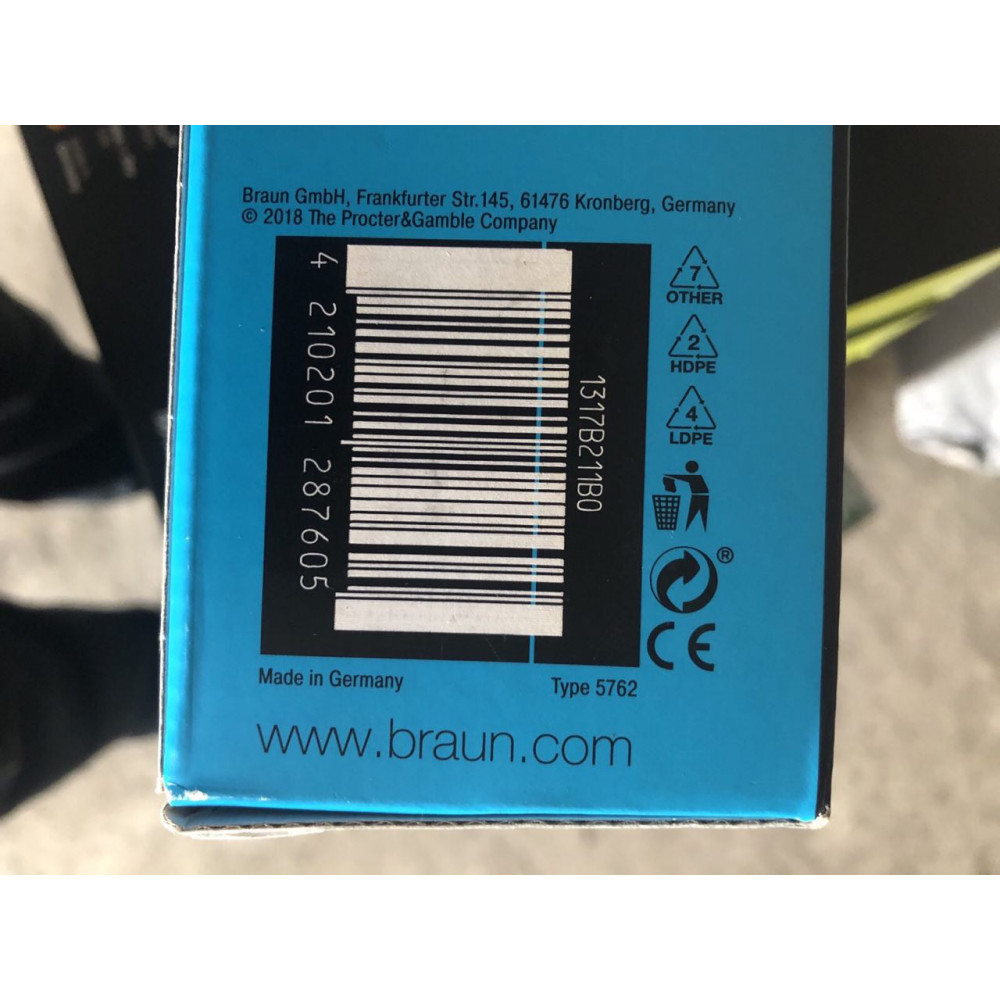 Braun GmbH, Frankfurter Str.145, 61476 Kronberg, Germany
© 2018 The Procter&Gamble Company
4 210201 287605
1317B211B0
7
OTHER
2
HDPE
4
LDPE
®
CE
Made in Germany
Type 5762
www.braun.com